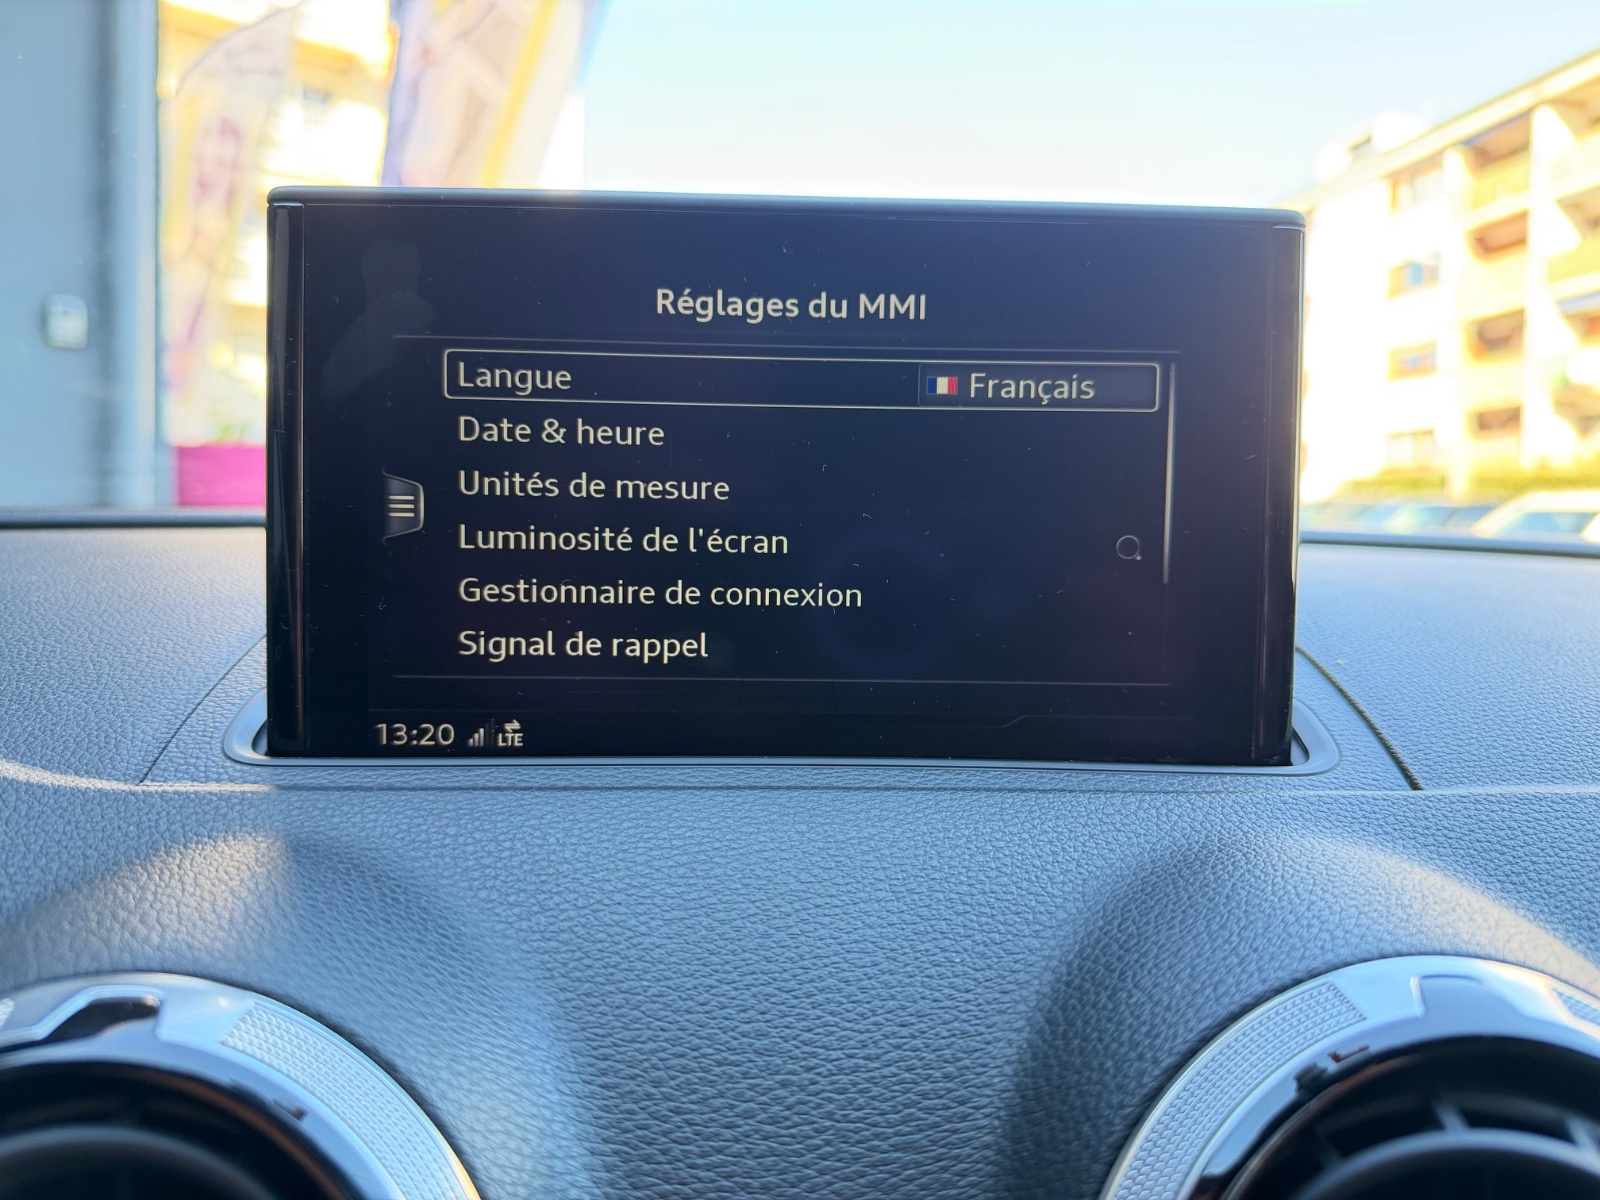 Réglages du MMI
Langue Français
Date & heure
Unités de mesure
Luminosité de l'écran
Gestionnaire de connexion
Signal de rappel
13:20 LTE